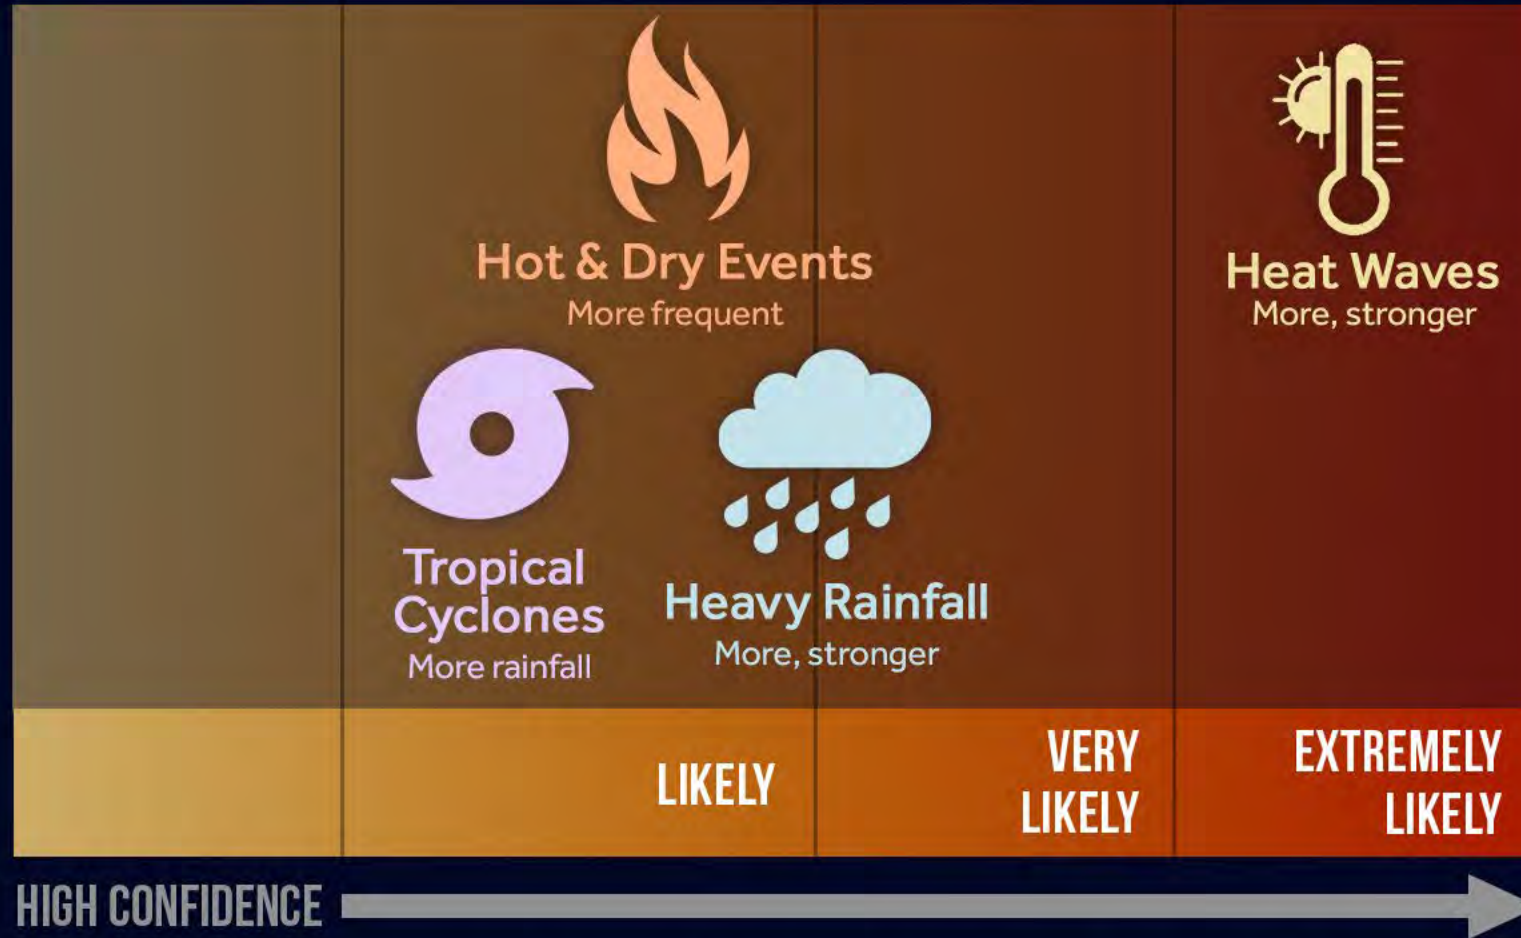 Hot & Dry Events
More frequent
Heat Waves
More, stronger
Tropical
Cyclones
More rainfall
Heavy Rainfall
More, stronger
LIKELY
VERY
LIKELY
EXTREMELY
LIKELY
HIGH CONFIDENCE